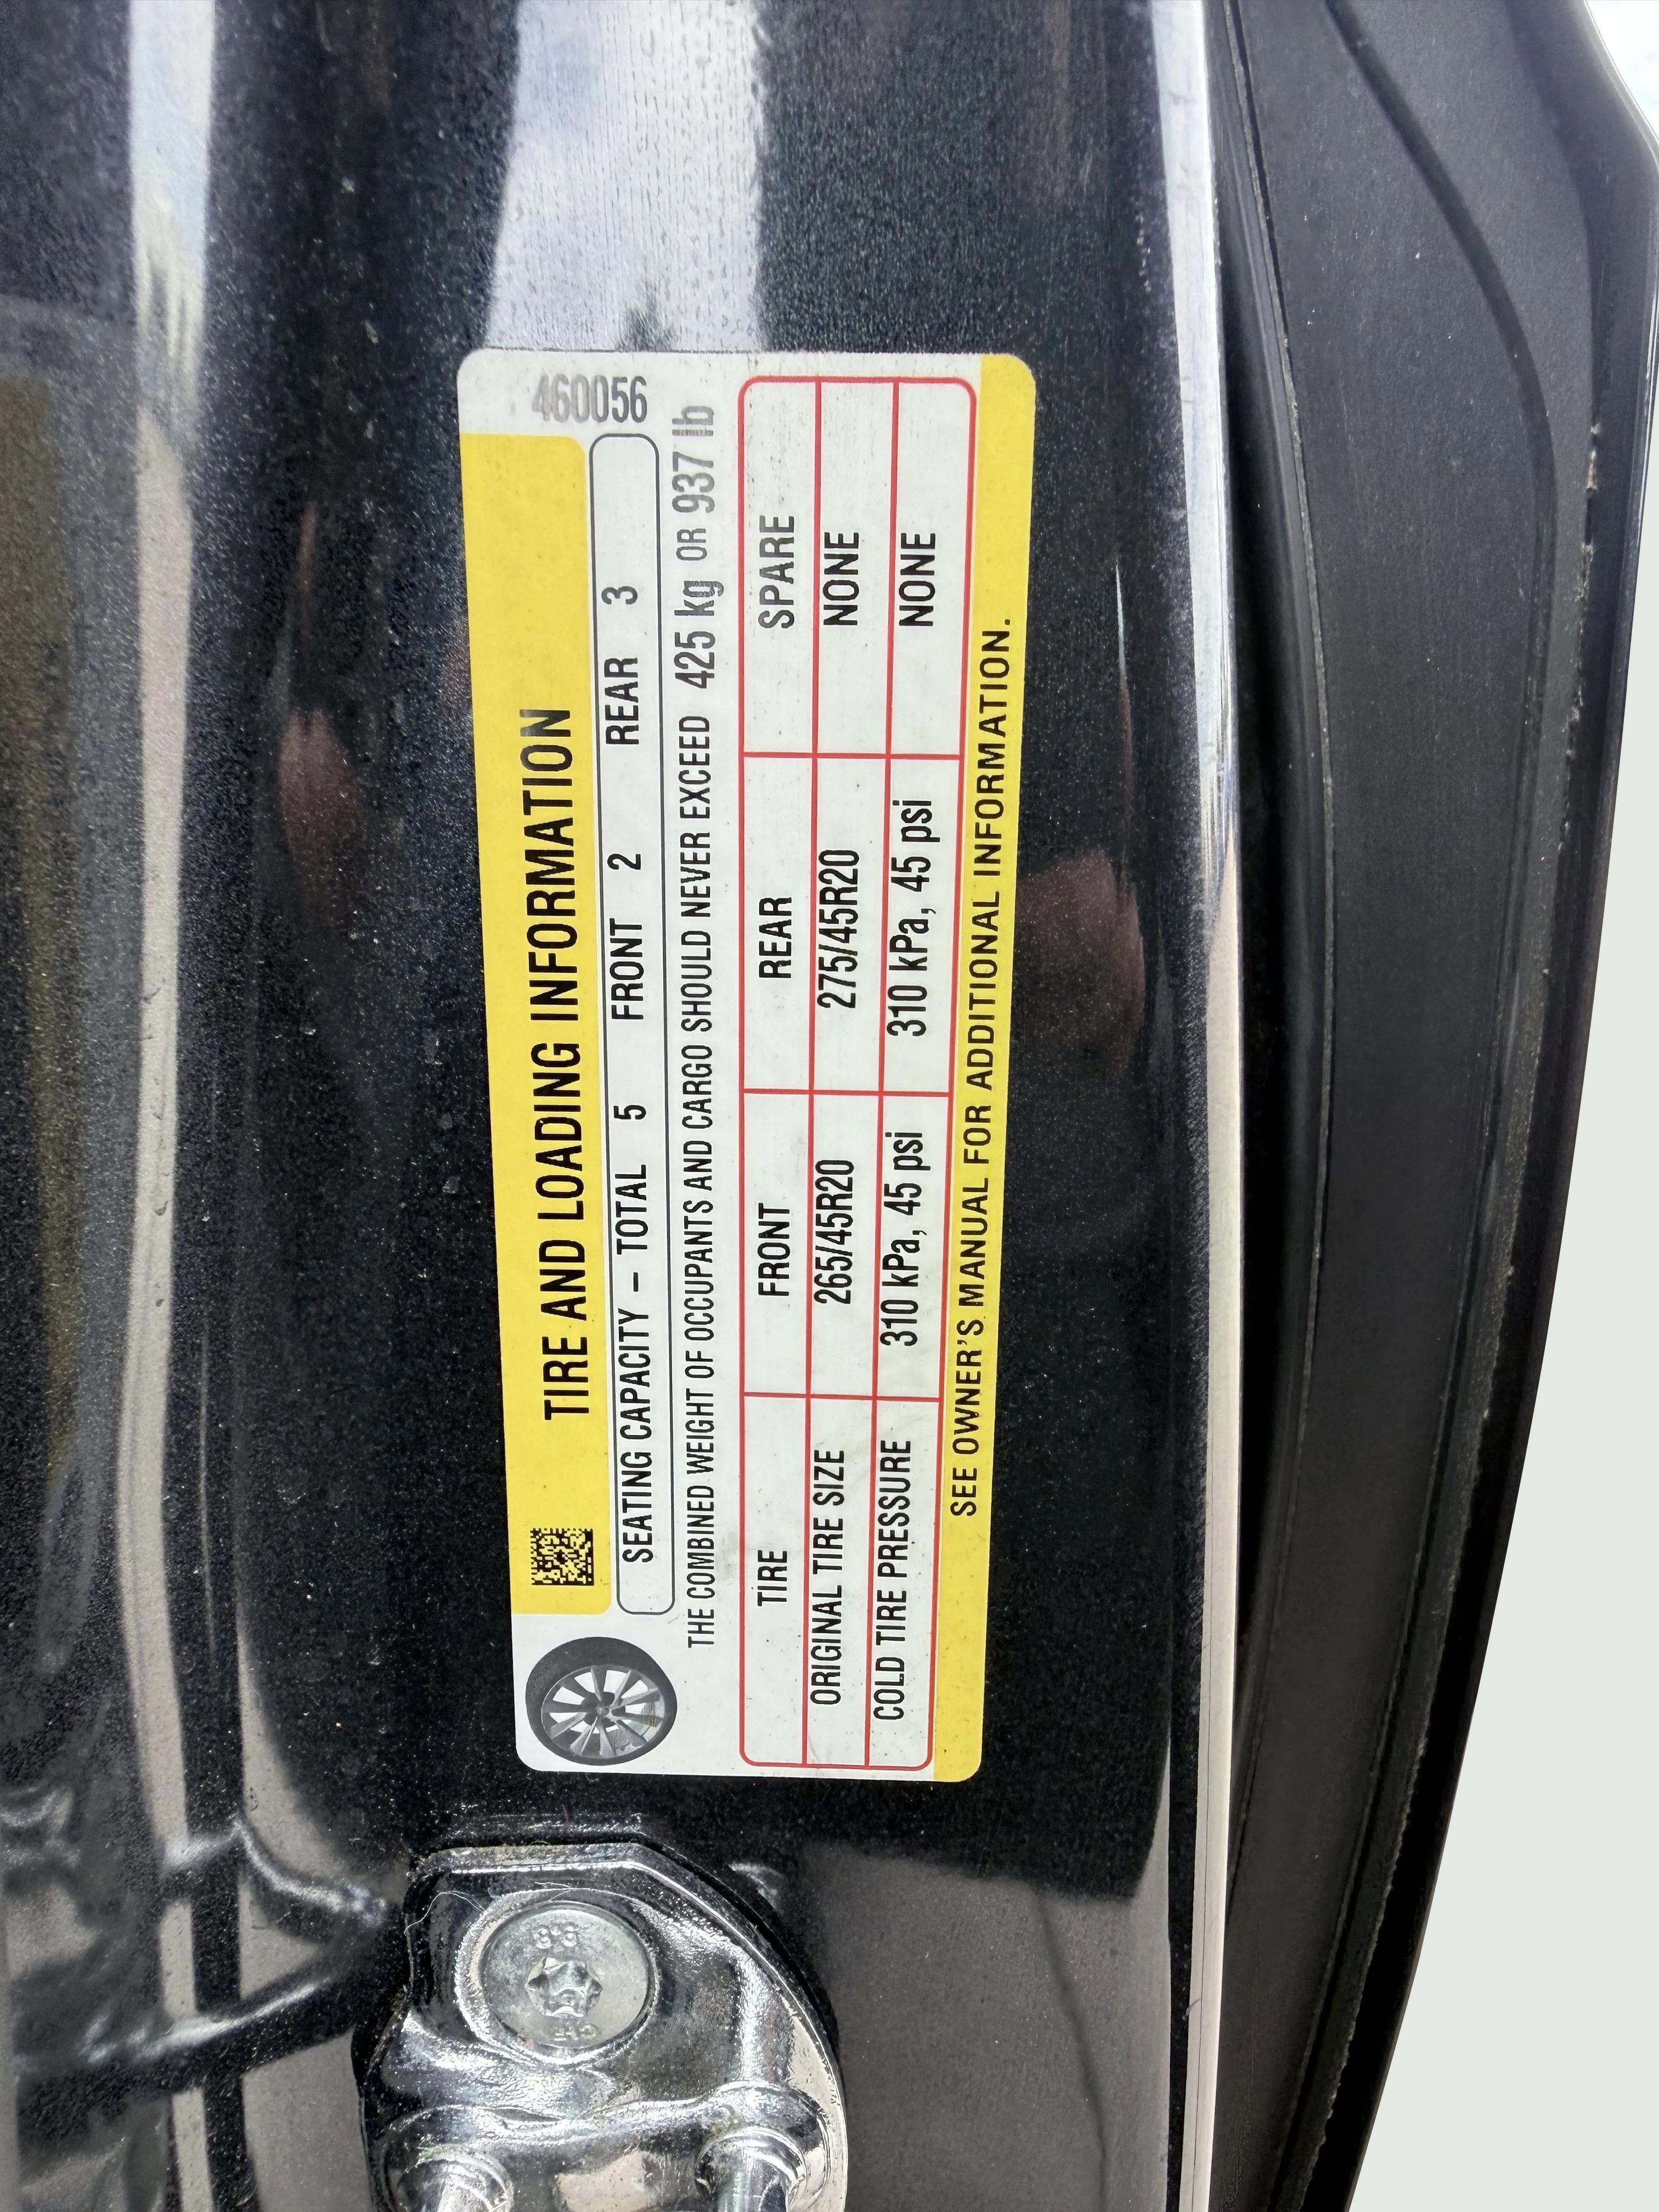 460056
TIRE AND LOADING INFORMATION
SEATING CAPACITY – TOTAL 5 FRONT 2 REAR 3
THE COMBINED WEIGHT OF OCCUPANTS AND CARGO SHOULD NEVER EXCEED 425 kg OR 937 lb
TIRE FRONT REAR SPARE
ORIGINAL TIRE SIZE 265/45R20 275/45R20 NONE
COLD TIRE PRESSURE 310 kPa, 45 psi 310 kPa, 45 psi NONE
SEE OWNER'S MANUAL FOR ADDITIONAL INFORMATION.
8.8